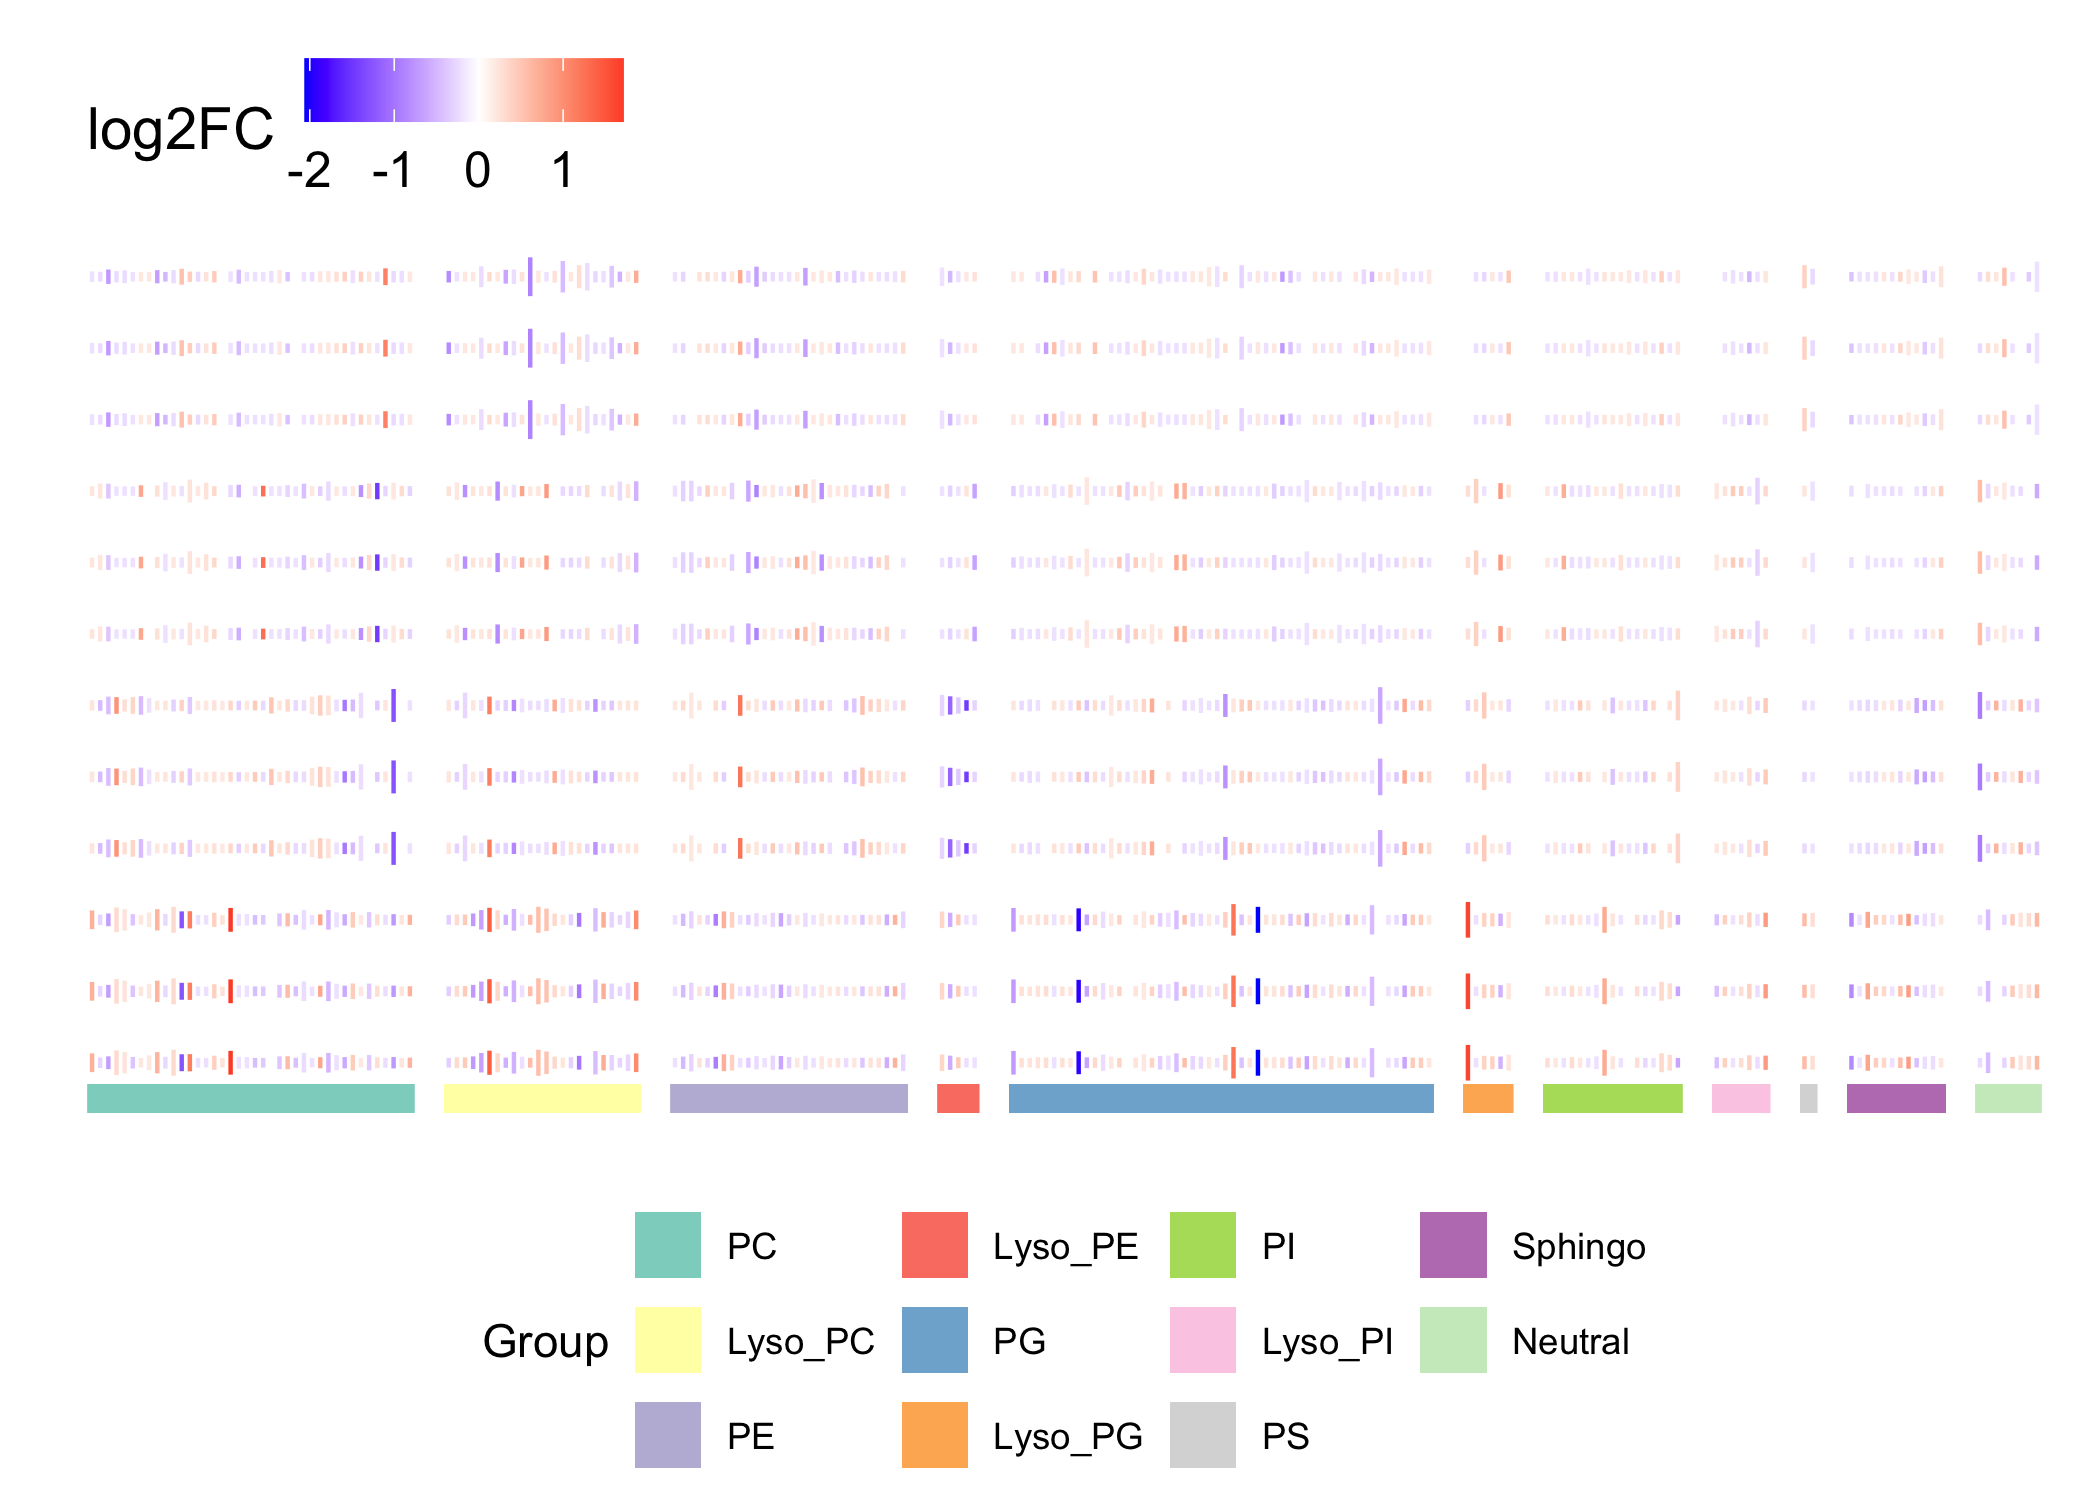 log2FC
-2 -1 0 1
PC Lyso_PE PI Sphingo
Group Lyso_PC PG Lyso_PI Neutral
PE Lyso_PG PS